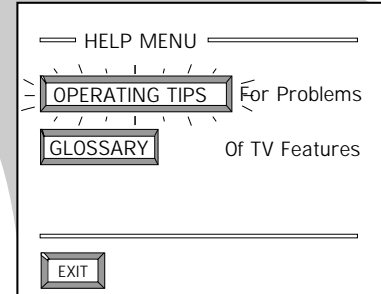 HELP MENU
OPERATING TIPS For Problems
GLOSSARY Of TV Features
EXIT